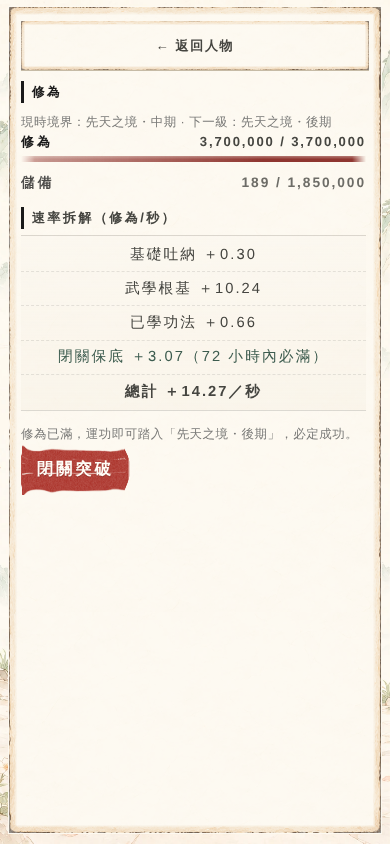 ← 返回人物
修為
現時境界：先天之境・中期 · 下一級：先天之境・後期
修為 3,700,000 / 3,700,000
儲備 189 / 1,850,000
速率拆解（修為/秒）
基礎吐納 ＋0.30
武學根基 ＋10.24
已學功法 ＋0.66
閉關保底 ＋3.07（72 小時內必滿）
總計 ＋14.27／秒
修為已滿，運功即可踏入「先天之境・後期」，必定成功。
閉關突破